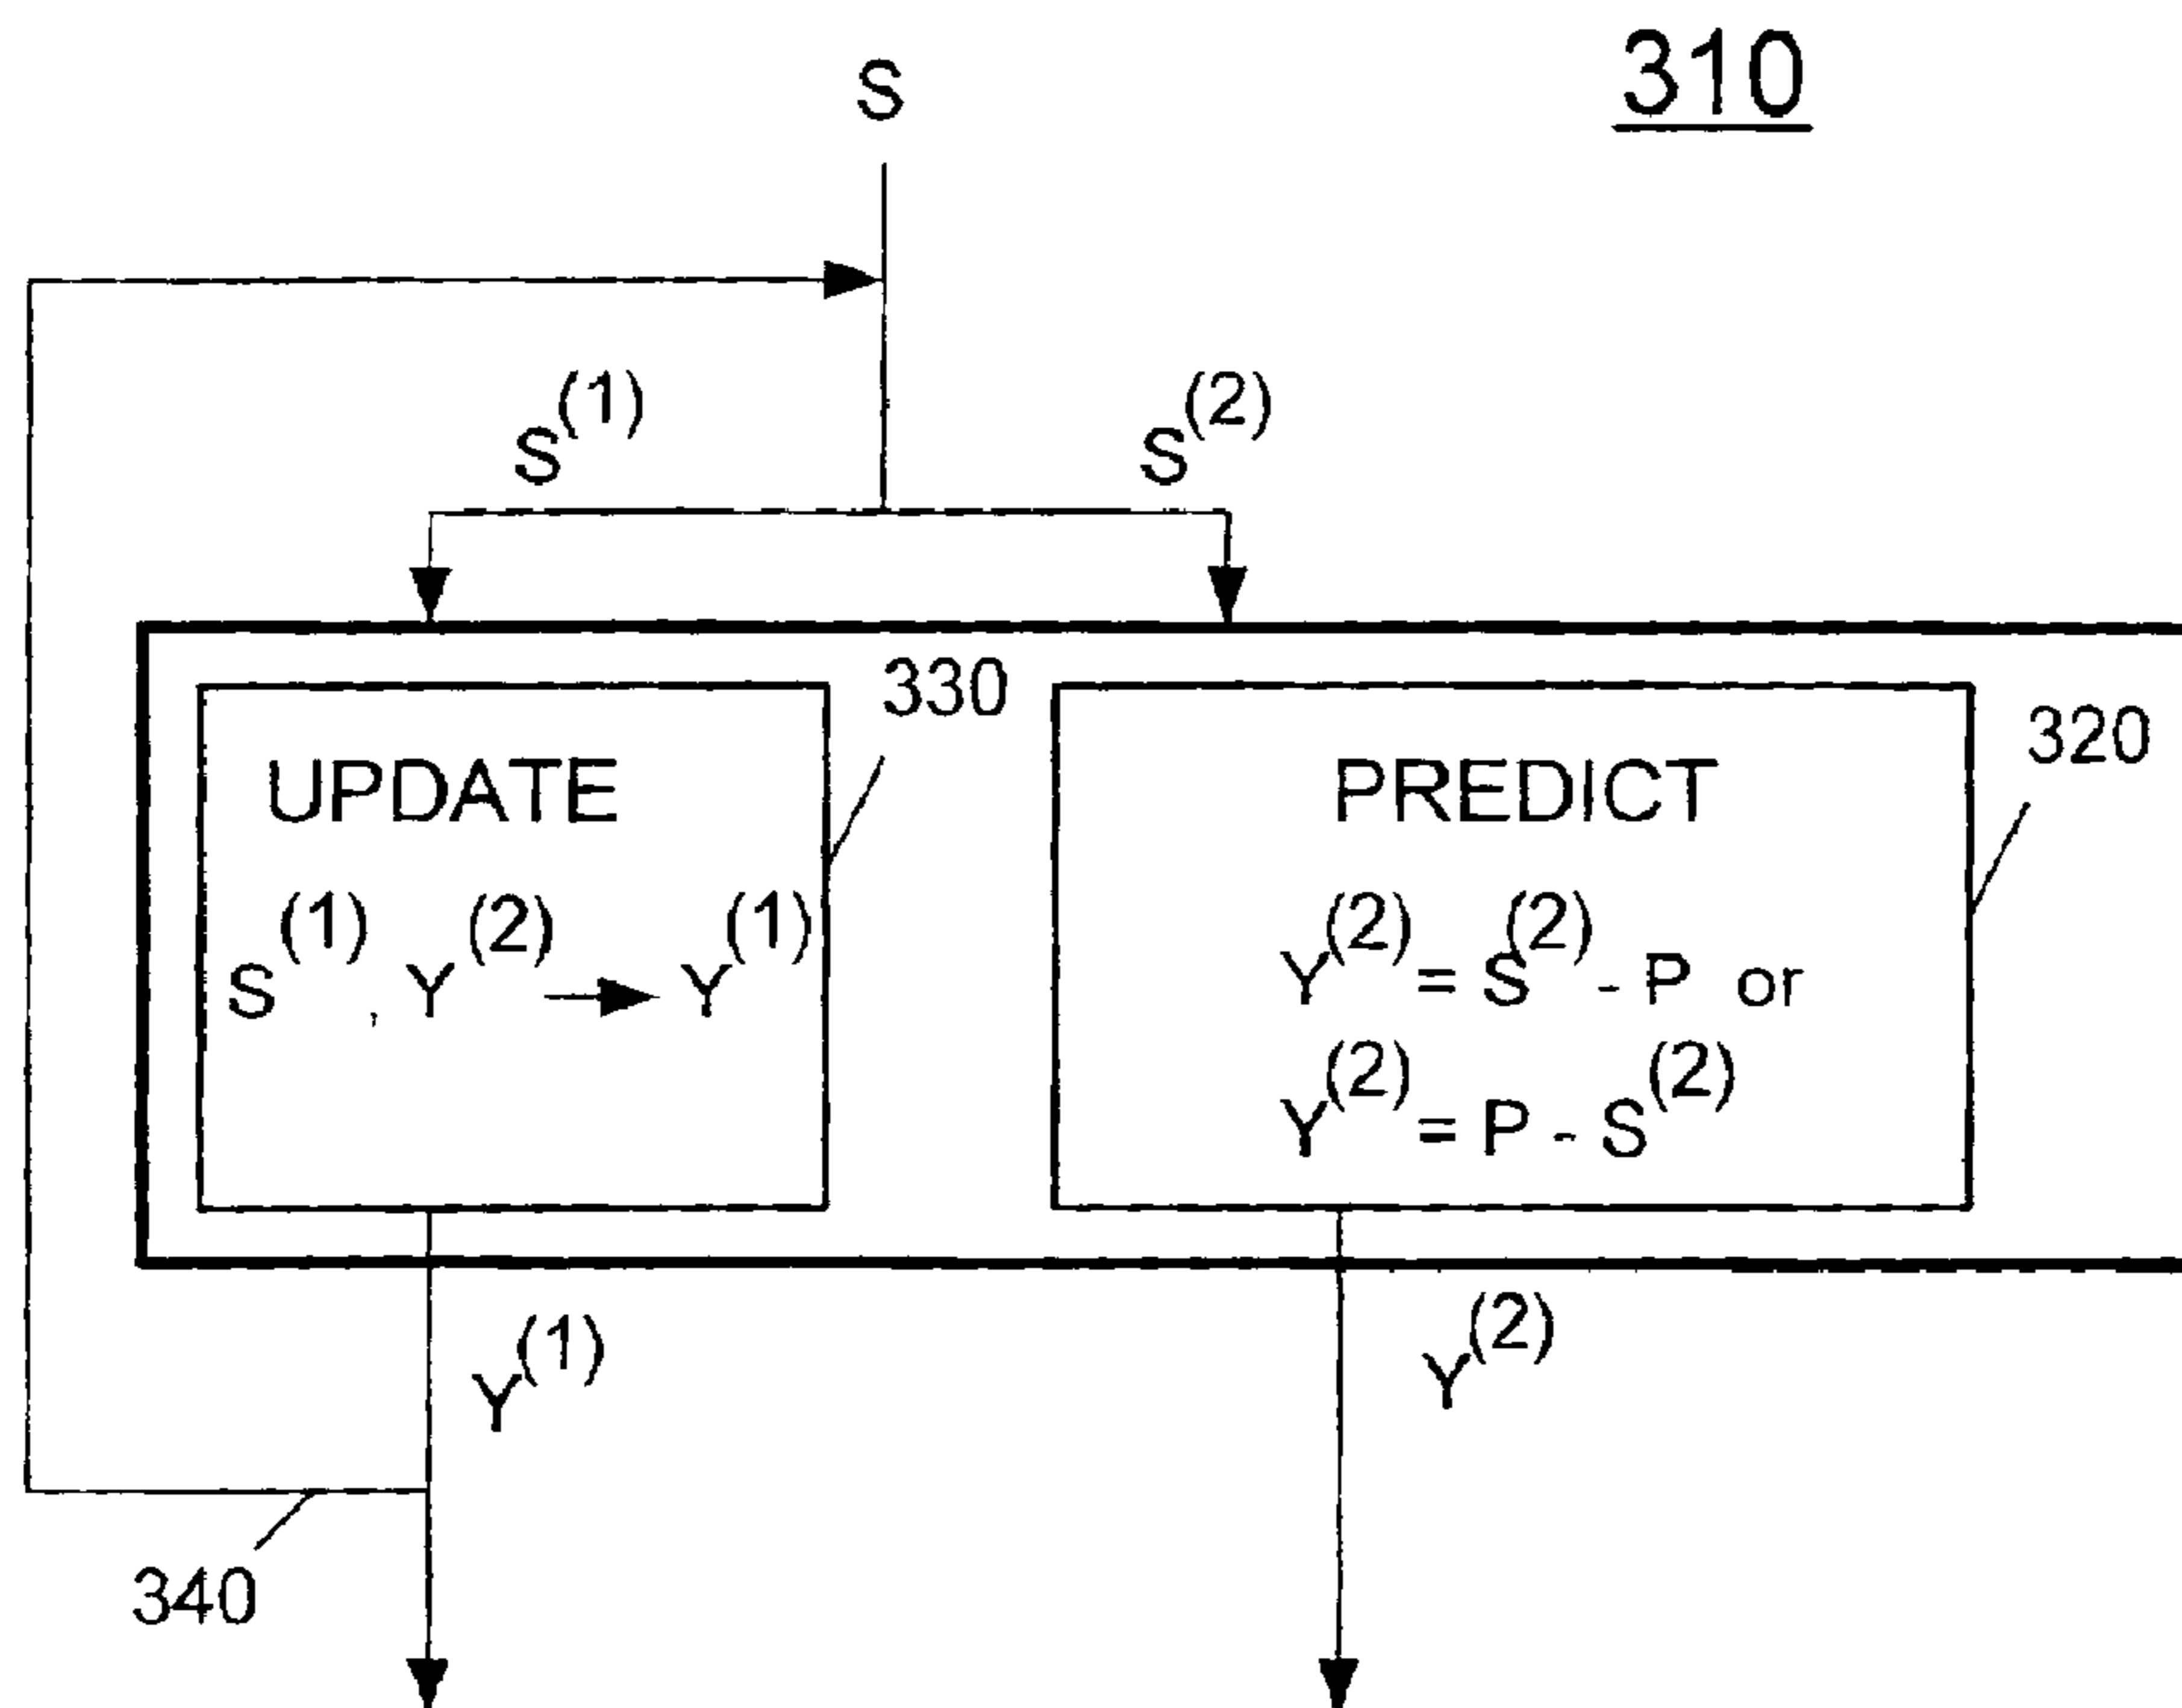 310
S
S(1) S(2)
330
320
UPDATE
S(1), Y(2) → Y(1)
PREDICT
Y(2) = S(2) - P or
Y(2) = P - S(2)
Y(1)
Y(2)
340